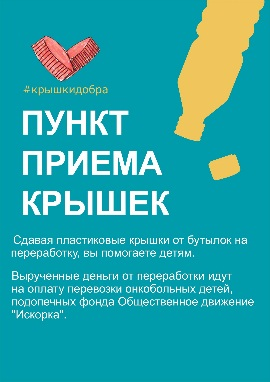 #крышкидобра
ПУНКТ
ПРИЕМА
КРЫШЕК
Сдавая пластиковые крышки от бутылок на
переработку, вы помогаете детям.
Вырученные деньги от переработки идут
на оплату перевозки онкобольных детей,
подопечных фонда Общественное движение
"Искорка".